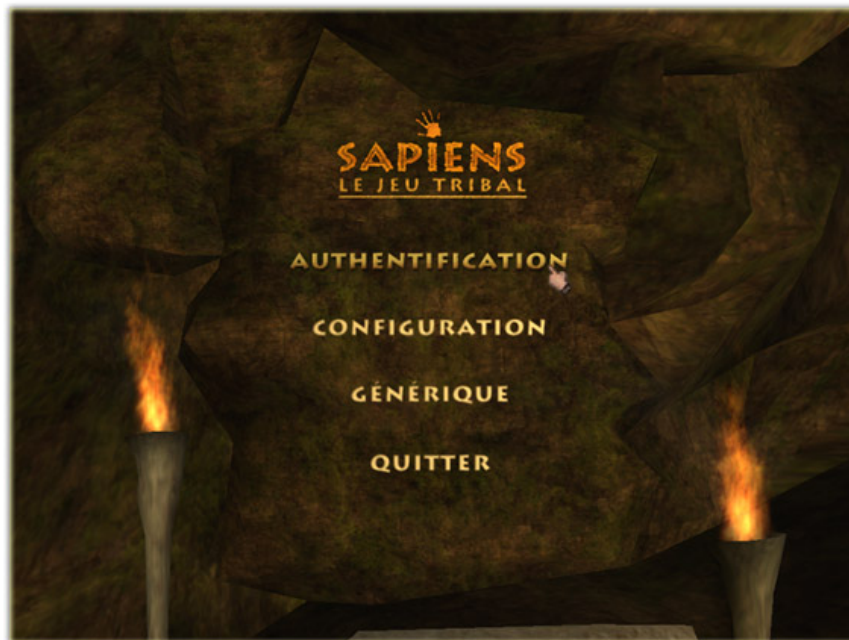 SAPIENS
LE JEU TRIBAL
AUTHENTIFICATION
CONFIGURATION
GÉNÉRIQUE
QUITTER